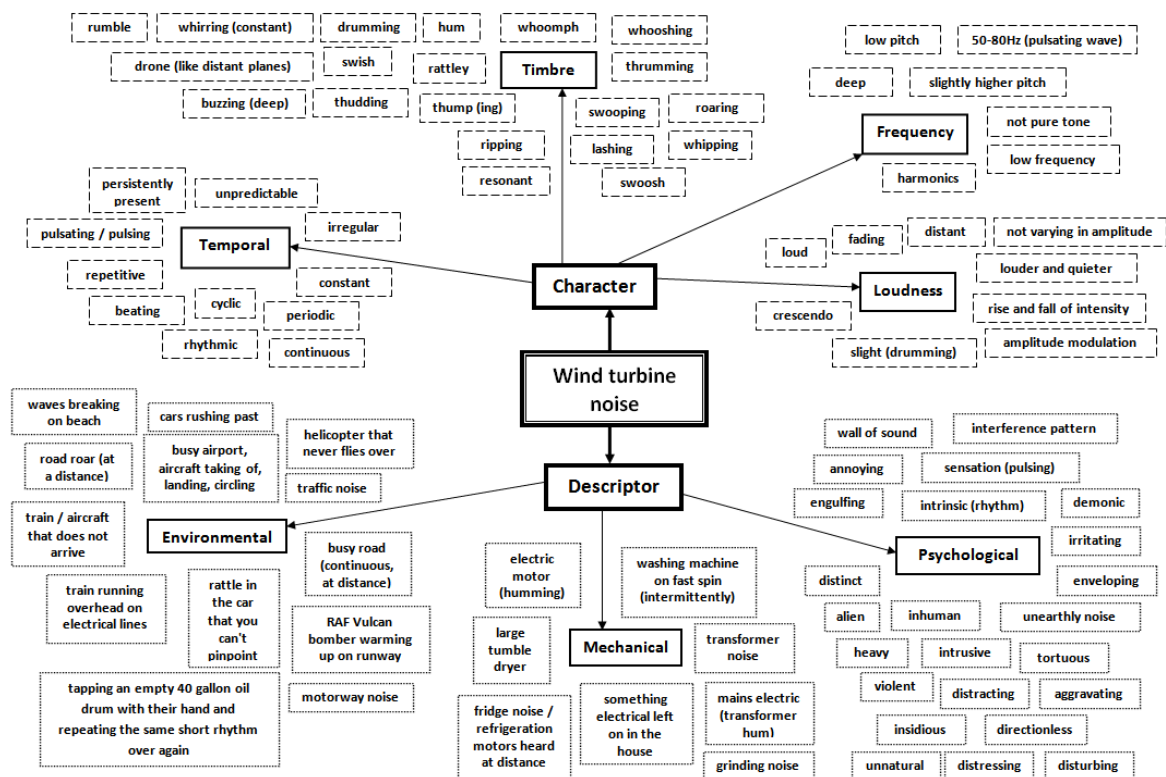 rumble
whirring (constant)
drumming
hum
whoomph
whooshing
drone (like distant planes)
swish
rattley
Timbre
thrumming
buzzing (deep)
thudding
thump (ing)
swooping
roaring
ripping
lashing
whipping
resonant
swoosh
low pitch
50-80Hz (pulsating wave)
deep
slightly higher pitch
Frequency
not pure tone
low frequency
harmonics
persistently
present
unpredictable
pulsating / pulsing
Temporal
irregular
repetitive
constant
beating
cyclic
periodic
rhythmic
continuous
Character
loud
fading
distant
not varying in amplitude
louder and quieter
Loudness
crescendo
rise and fall of intensity
slight (drumming)
amplitude modulation
Wind turbine
noise
Descriptor
waves breaking
on beach
cars rushing past
helicopter that
never flies over
road roar (at
a distance)
busy airport,
aircraft taking of,
landing, circling
traffic noise
train / aircraft
that does not
arrive
Environmental
busy road
(continuous,
at distance)
train running
overhead on
electrical lines
rattle in
the car
that you
can't
pinpoint
RAF Vulcan
bomber warming
up on runway
tapping an empty 40 gallon oil
drum with their hand and
repeating the same short rhythm
over again
motorway noise
electric
motor
(humming)
washing machine
on fast spin
(intermittently)
large
tumble
dryer
Mechanical
transformer
noise
fridge noise /
refrigeration
motors heard
at distance
something
electrical left
on in the
house
mains electric
(transformer
hum)
grinding noise
wall of sound
interference pattern
annoying
sensation (pulsing)
engulfing
intrinsic (rhythm)
demonic
Psychological
irritating
distinct
enveloping
alien
inhuman
unearthly noise
heavy
intrusive
tortuous
violent
distracting
aggravating
insidious
directionless
unnatural
distressing
disturbing